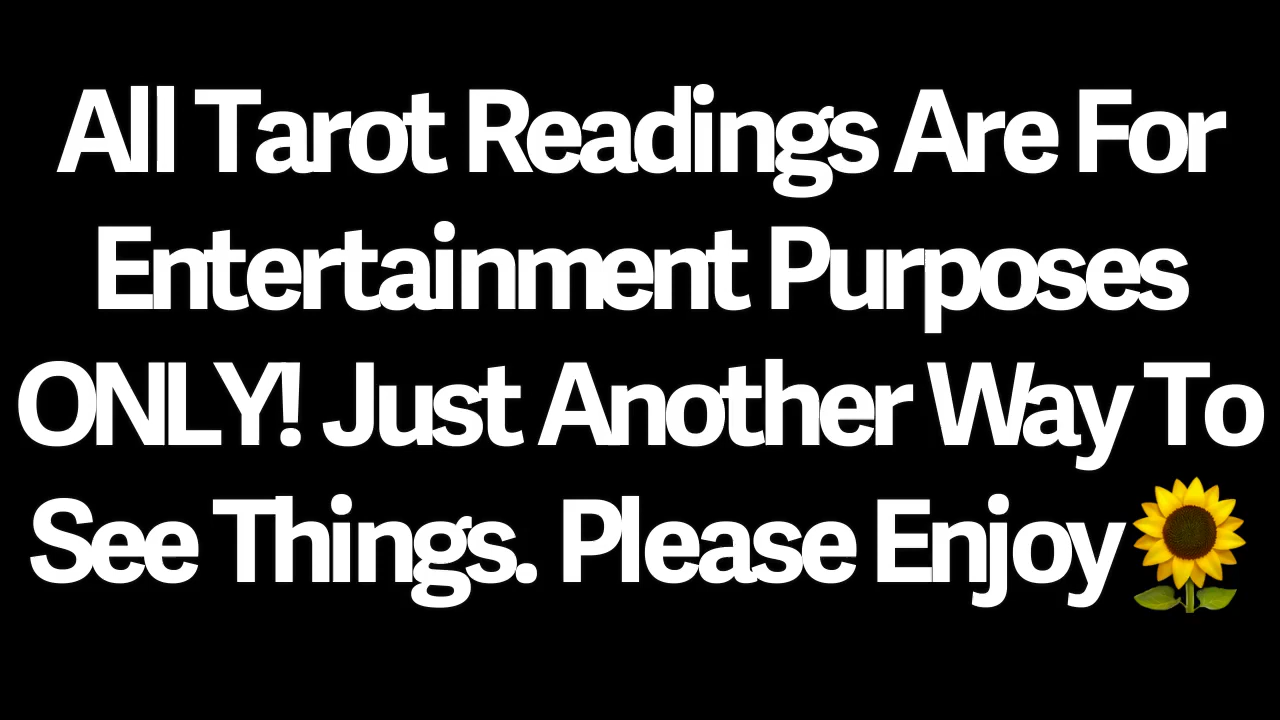 All Tarot Readings Are For
Entertainment Purposes
ONLY! Just Another Way To
See Things. Please Enjoy🌻